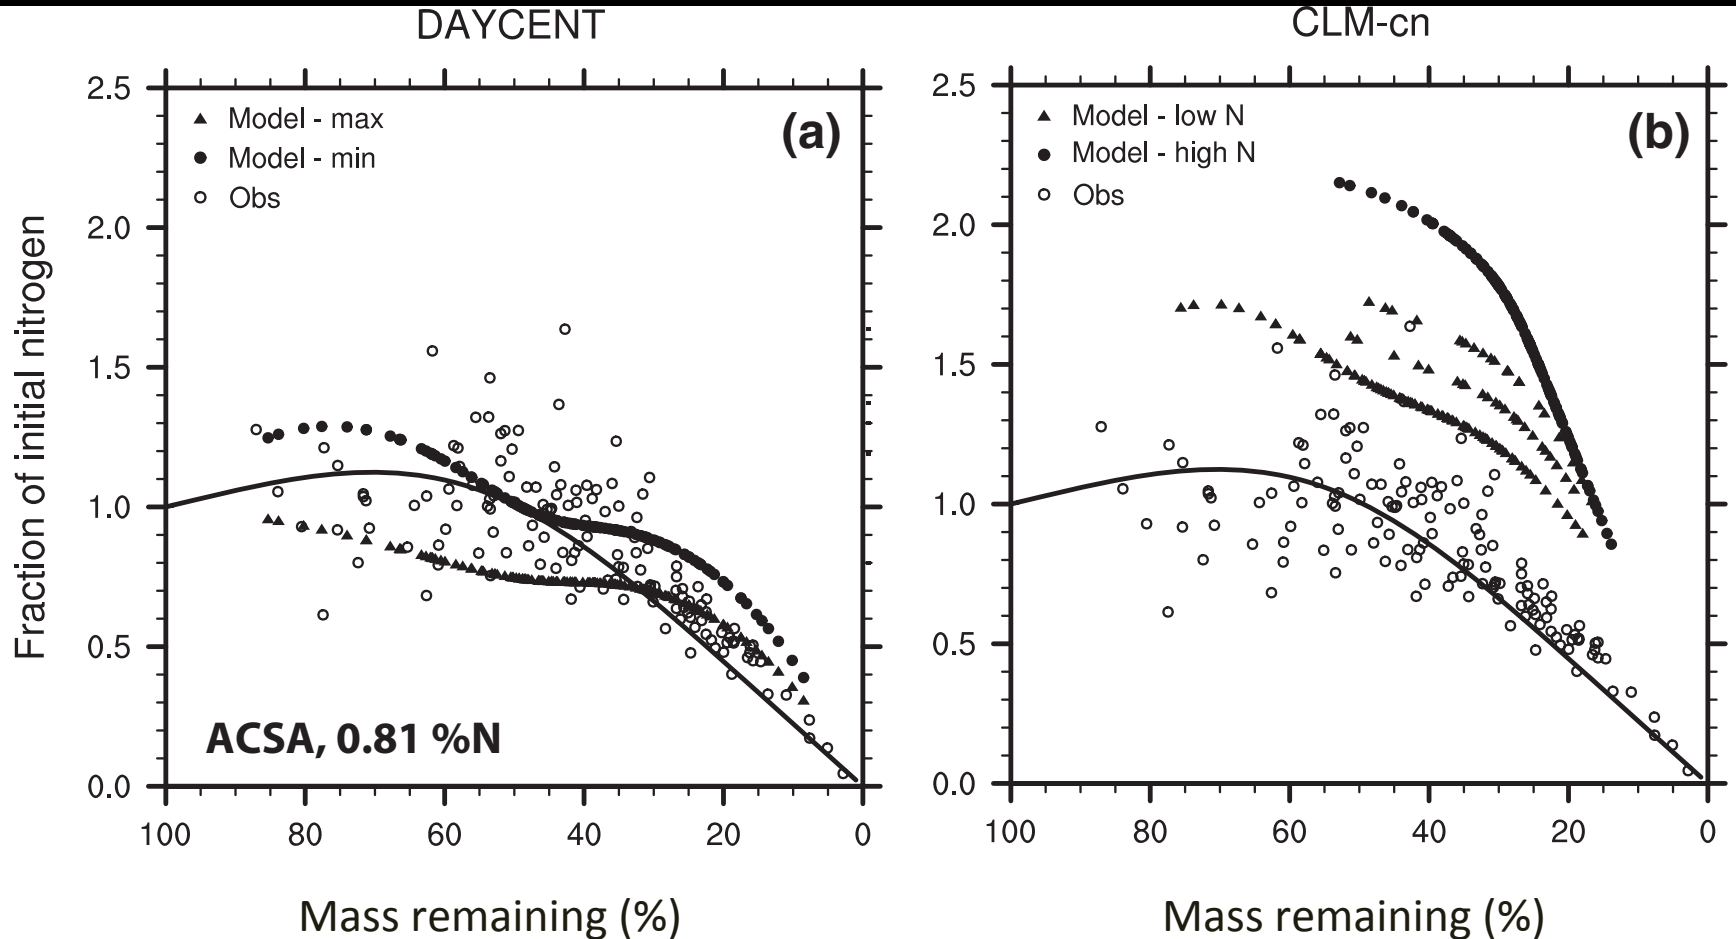 DAYCENT
CLM-cn
Fraction of initial nitrogen
2.5
2.0
1.5
1.0
0.5
0.0
Model - max
Model - min
Obs
(a)
ACSA, 0.81 %N
100 80 60 40 20 0
Mass remaining (%)
2.5
2.0
1.5
1.0
0.5
0.0
Model - low N
Model - high N
Obs
(b)
100 80 60 40 20 0
Mass remaining (%)